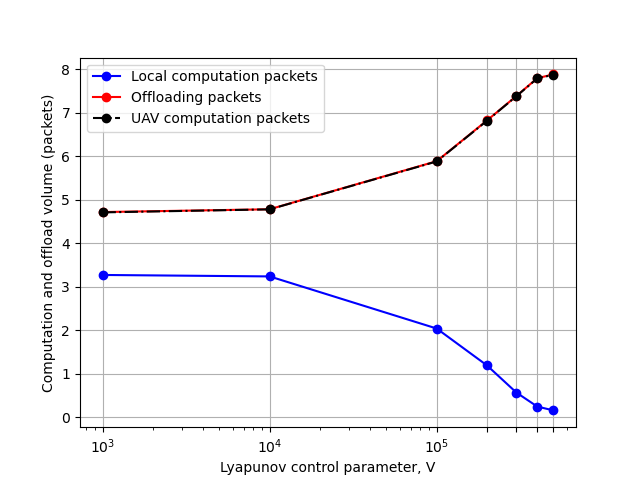 Local computation packets
Offloading packets
UAV computation packets
Computation and offload volume (packets)
8
7
6
5
4
3
2
1
0
10³
10⁴
10⁵
Lyapunov control parameter, V